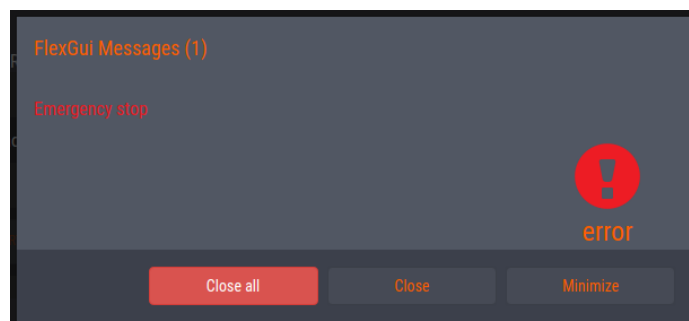 FlexGui Messages (1)
Emergency stop
error
Close all
Close
Minimize